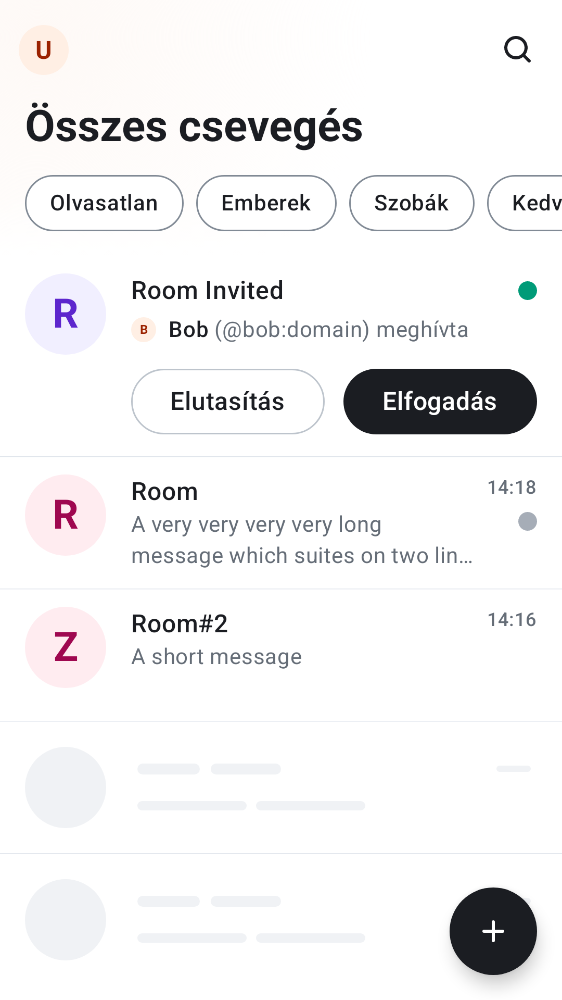 U
Összes csevegés
Olvasatlan
Emberek
Szobák
Kedv
R
Room Invited
B
Bob (@bob:domain) meghívta
Elutasítás
Elfogadás
R
Room
14:18
A very very very very long
message which suites on two lin…
Z
Room#2
14:16
A short message